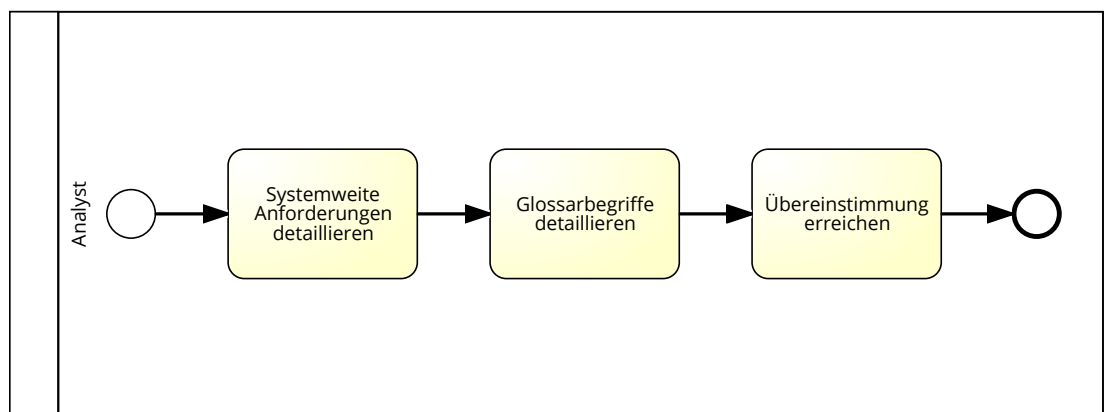 Analyst
Systemweite
Anforderungen
detaillieren
Glossarbegriffe
detaillieren
Übereinstimmung
erreichen